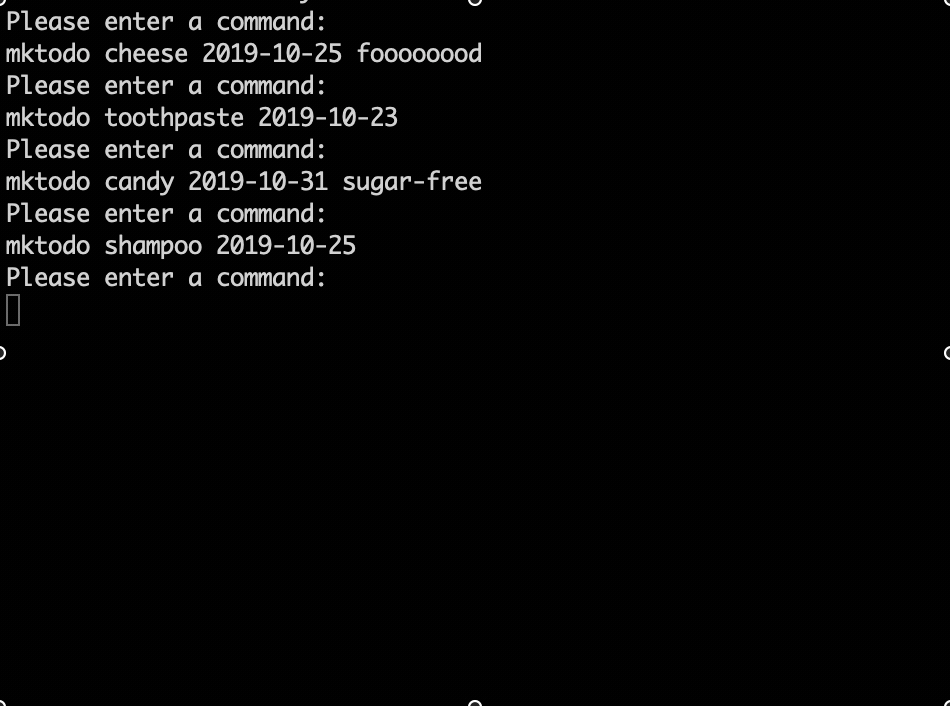 Please enter a command:
mktodo cheese 2019-10-25 foooooood
Please enter a command:
mktodo toothpaste 2019-10-23
Please enter a command:
mktodo candy 2019-10-31 sugar-free
Please enter a command:
mktodo shampoo 2019-10-25
Please enter a command: